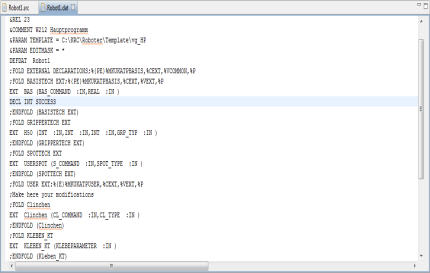 Robot1.src
Robot1.dat
&REL 23
&COMMENT W212 Hauptprogramm
&PARAM TEMPLATE = C:\KRC\Roboter\Template\vg_HP
&PARAM EDITMASK = *
DEFDAT Robot1
;FOLD EXTERNAL DECLARATIONS;%{PE}%MKUKATPBASIS,%CEXT,%VCOMMON,%P
;FOLD BASISTECH EXT;%{PE}%MKUKATPBASIS,%CEXT,%VEXT,%P
EXT BAS (BAS_COMMAND :IN,REAL :IN )
DECL INT SUCCESS
;ENDFOLD (BASISTECH EXT)
;FOLD GRIPPERTECH EXT
EXT H50 (INT :IN,INT :IN,INT :IN,GRP_TYP :IN )
;ENDFOLD (GRIPPERTECH EXT)
;FOLD SPOTTECH EXT
EXT USERSPOT (S_COMMAND :IN,SPOT_TYPE :IN )
;ENDFOLD (SPOTTECH EXT)
;FOLD USER EXT;%{E}%MKUKATPUSER,%CEXT,%VEXT,%P
;Make here your modifications
;FOLD Clinchen
EXT Clinchen (CL_COMMAND :IN,CL_TYPE :IN )
;ENDFOLD (Clinchen)
;FOLD KLEBEN_KT
EXT KLEBEN_KT (KLEBEPARAMETER :IN )
;ENDFOLD (Kleben_KT)